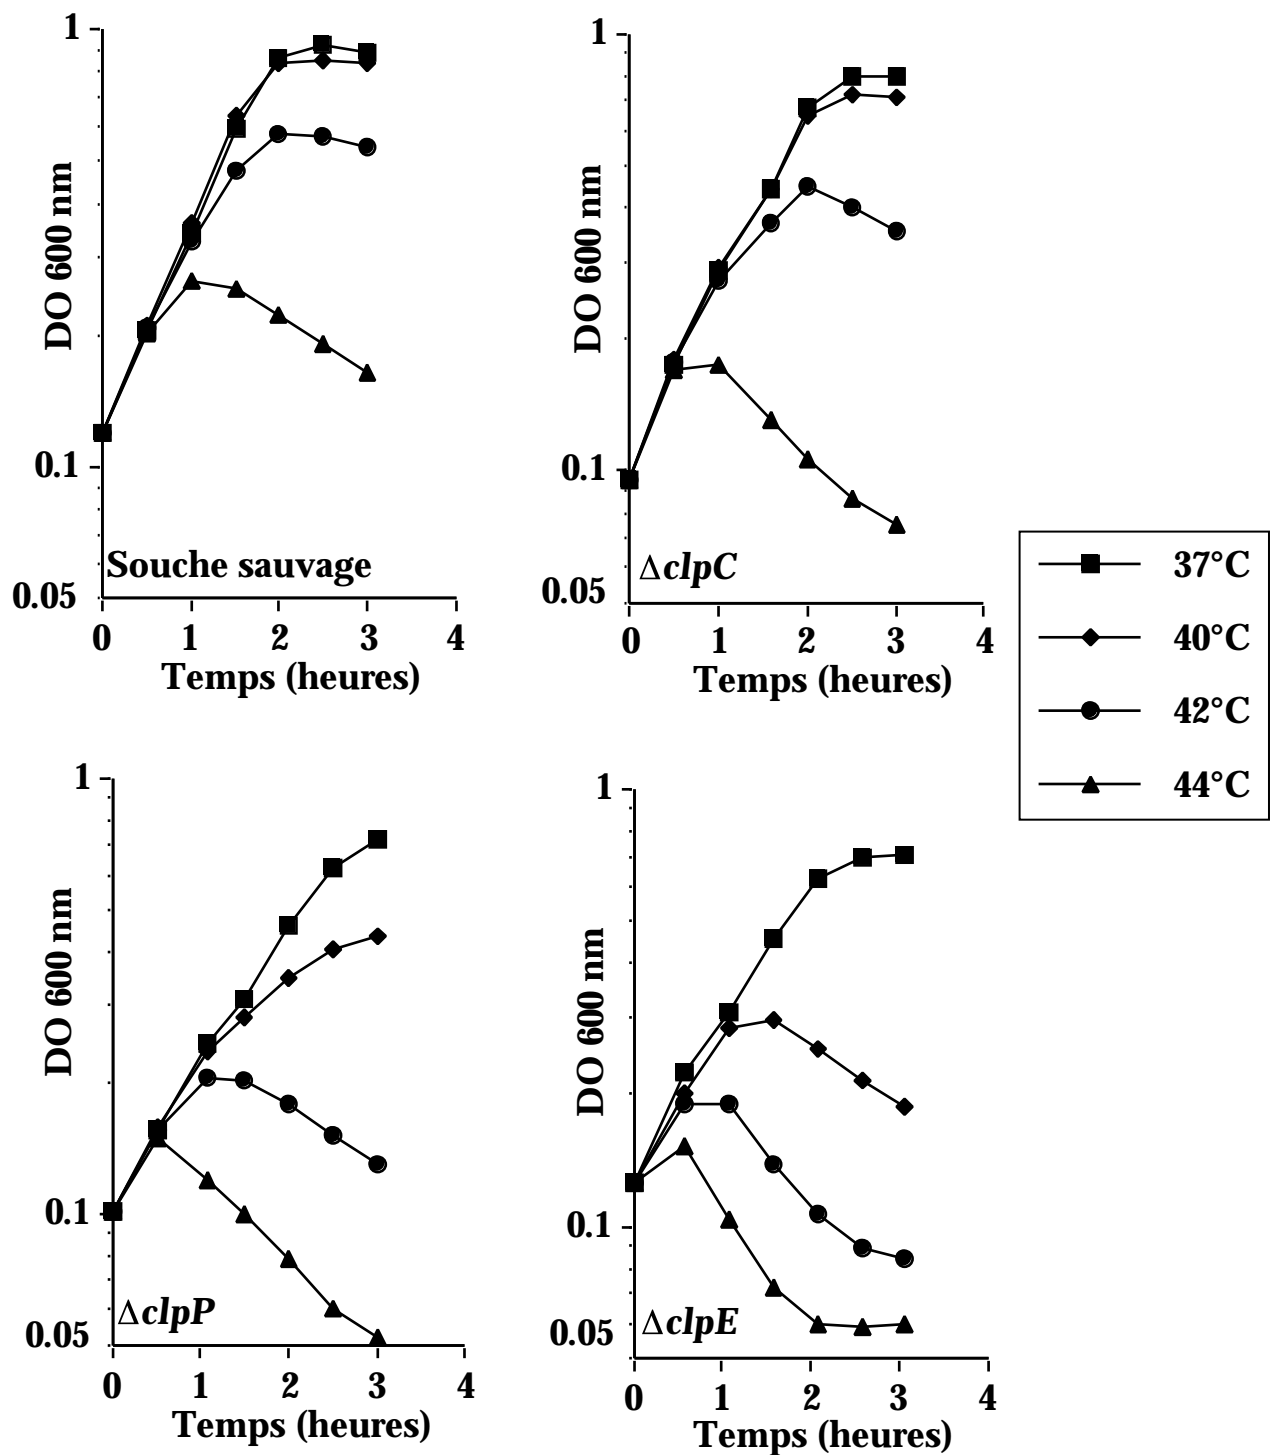 1
DO 600 nm
0.1
Souche sauvage
0.05
0 1 2 3 4
Temps (heures)
1
DO 600 nm
0.1
ΔclpC
0.05
0 1 2 3 4
Temps (heures)
37°C
40°C
42°C
44°C
1
DO 600 nm
0.1
ΔclpP
0.05
0 1 2 3 4
Temps (heures)
1
DO 600 nm
0.1
ΔclpE
0.05
0 1 2 3 4
Temps (heures)